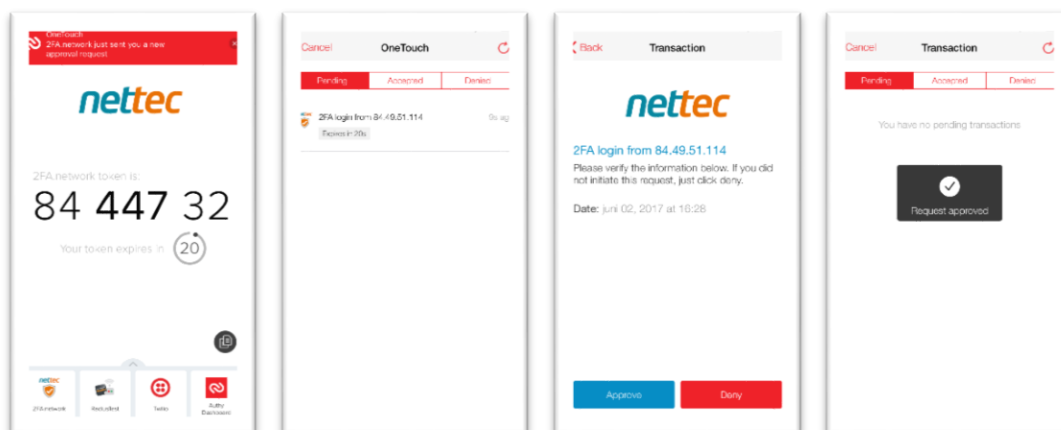 OneTouch
2FA.network just sent you a new
approval request
nettec
2FA.network token is:
84 447 32
Your token expires in
20
nettec
2FA.network
Twilio
Authy
Cancel
OneTouch
Pending
Accepted
Denied
2FA login from 84.49.51.114
9s ag
Expires in 20s
Back
Transaction
nettec
2FA login from 84.49.51.114
Please verify the information below. If you did
not initiate this request, just click deny.
Date: juni 02, 2017 at 16:28
Approve
Deny
Cancel
Transaction
Pending
Accepted
Denied
You have no pending transactions
Request approved